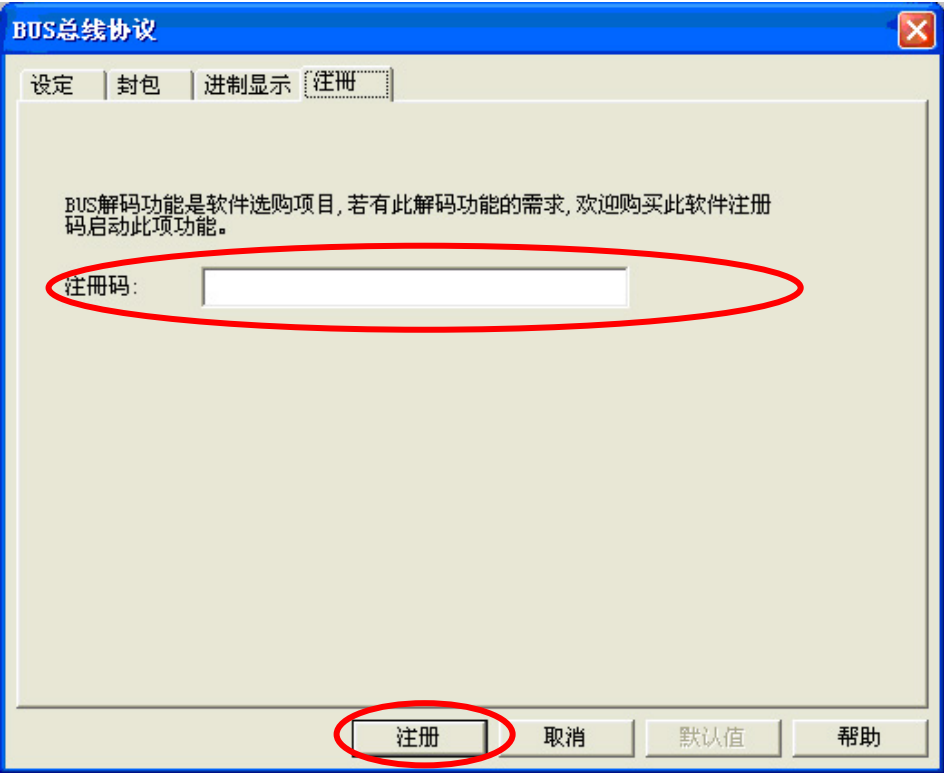 BUS总线协议
设定 封包 进制显示 注册
BUS解码功能是软件选购项目,若有此解码功能的需求,欢迎购买此软件注册
码启动此项功能。
注册码:
注册 取消 默认值 帮助